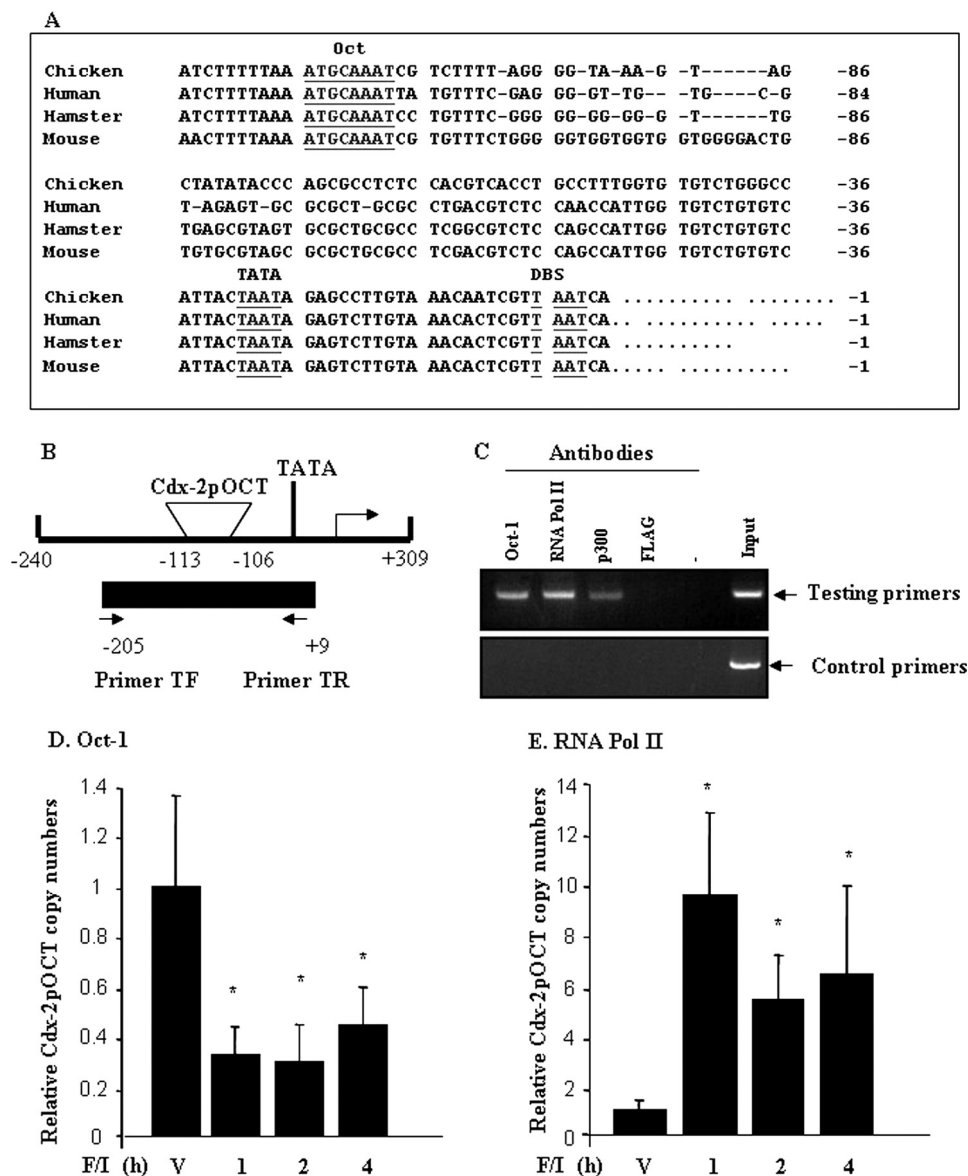 A
Oct
Chicken ATCTTTTTAA ATGCAAATCG TCTTTT-AGG GG-TA-AA-G -T------AG -86
Human ATCTTTTAAA ATGCAAATTA TGTTTC-GAG GG-GT-TG-- -TG----C-G -84
Hamster ATCTTTTAAA ATGCAAATCC TGTTTC-GGG GG-GG-GG-G T------TG -86
Mouse AACTTTTAAA ATGCAAATCG TGTTTCTGGG GGTGGTGGTG GTGGGGACTG -86
Chicken CTATATACCC AGCGCCTCTC CACGTCACCT GCCTTTGGTG TGTCTGGGCC -36
Human T-AGAGT-GC GCGCT-GCGC CTGACGTCTC CAACCATTGG TGTCTGTGTC -36
Hamster TGAGCGTAGT GCGCTGCGCC TCGGCGTCTC CAGCCATTGG TGTCTGTGTC -36
Mouse TGTGCGTAGC GCGCTGCGCC TCGACGTCTC CAGCCATTGG TGTCTGTGTC -36
TATA DBS
Chicken ATTACTAATA GAGCCTTGTA AACAATCGTT AATCA .......... ........ -1
Human ATTACTAATA GAGTCTTGTA AACACTCGTT AATCA.. .......... ....... -1
Hamster ATTACTAATA GAGTCTTGTA AACACTCGTT AATCA...... ....... -1
Mouse ATTACTAATA GAGTCTTGTA AACACTCGTT AATCA..... .......... ... -1
B
TATA
Cdx-2pOCT
-240 -113 -106 +309
-205 +9
Primer TF Primer TR
C
Antibodies
Oct-1 RNA Pol II p300 FLAG - Input
Testing primers
Control primers
D. Oct-1
Relative Cdx-2pOCT copy numbers
1.4
1.2
1
0.8
0.6
0.4
0.2
0
* * *
F/I (h) V 1 2 4
E. RNA Pol II
Relative Cdx-2pOCT copy numbers
14
12
10
8
6
4
2
0
* * *
F/I (h) V 1 2 4